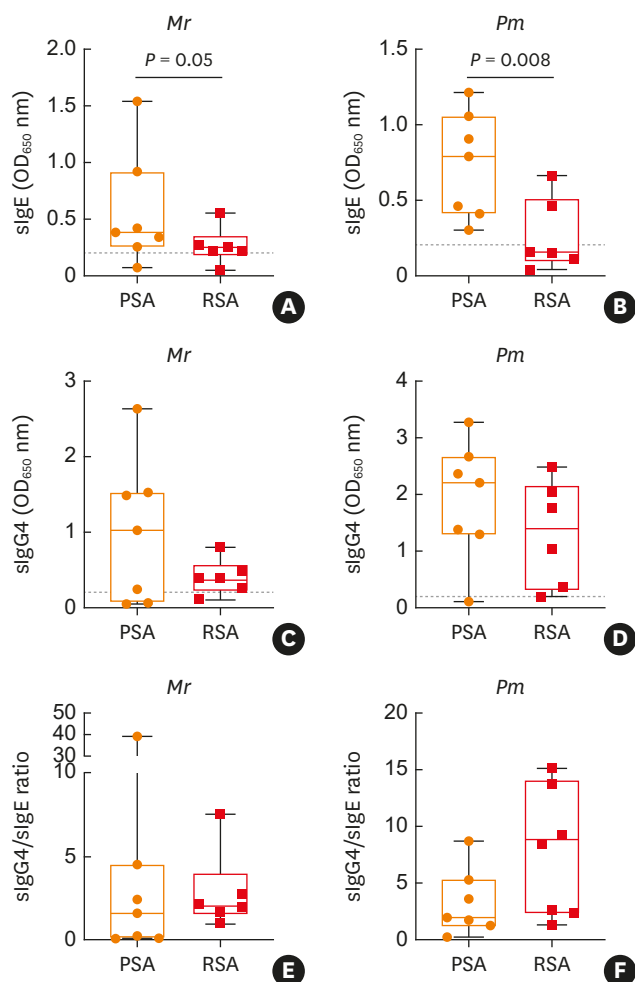 Mr
P = 0.05
sIgE (OD650 nm)
2.0
1.5
1.0
0.5
0
PSA
RSA
A
Pm
P = 0.008
sIgE (OD650 nm)
1.5
1.0
0.5
0
PSA
RSA
B
Mr
sIgG4 (OD650 nm)
3
2
1
0
PSA
RSA
C
Pm
sIgG4 (OD650 nm)
4
3
2
1
0
PSA
RSA
D
Mr
sIgG4/sIgE ratio
50
40
30
10
5
0
PSA
RSA
E
Pm
sIgG4/sIgE ratio
20
15
10
5
0
PSA
RSA
F